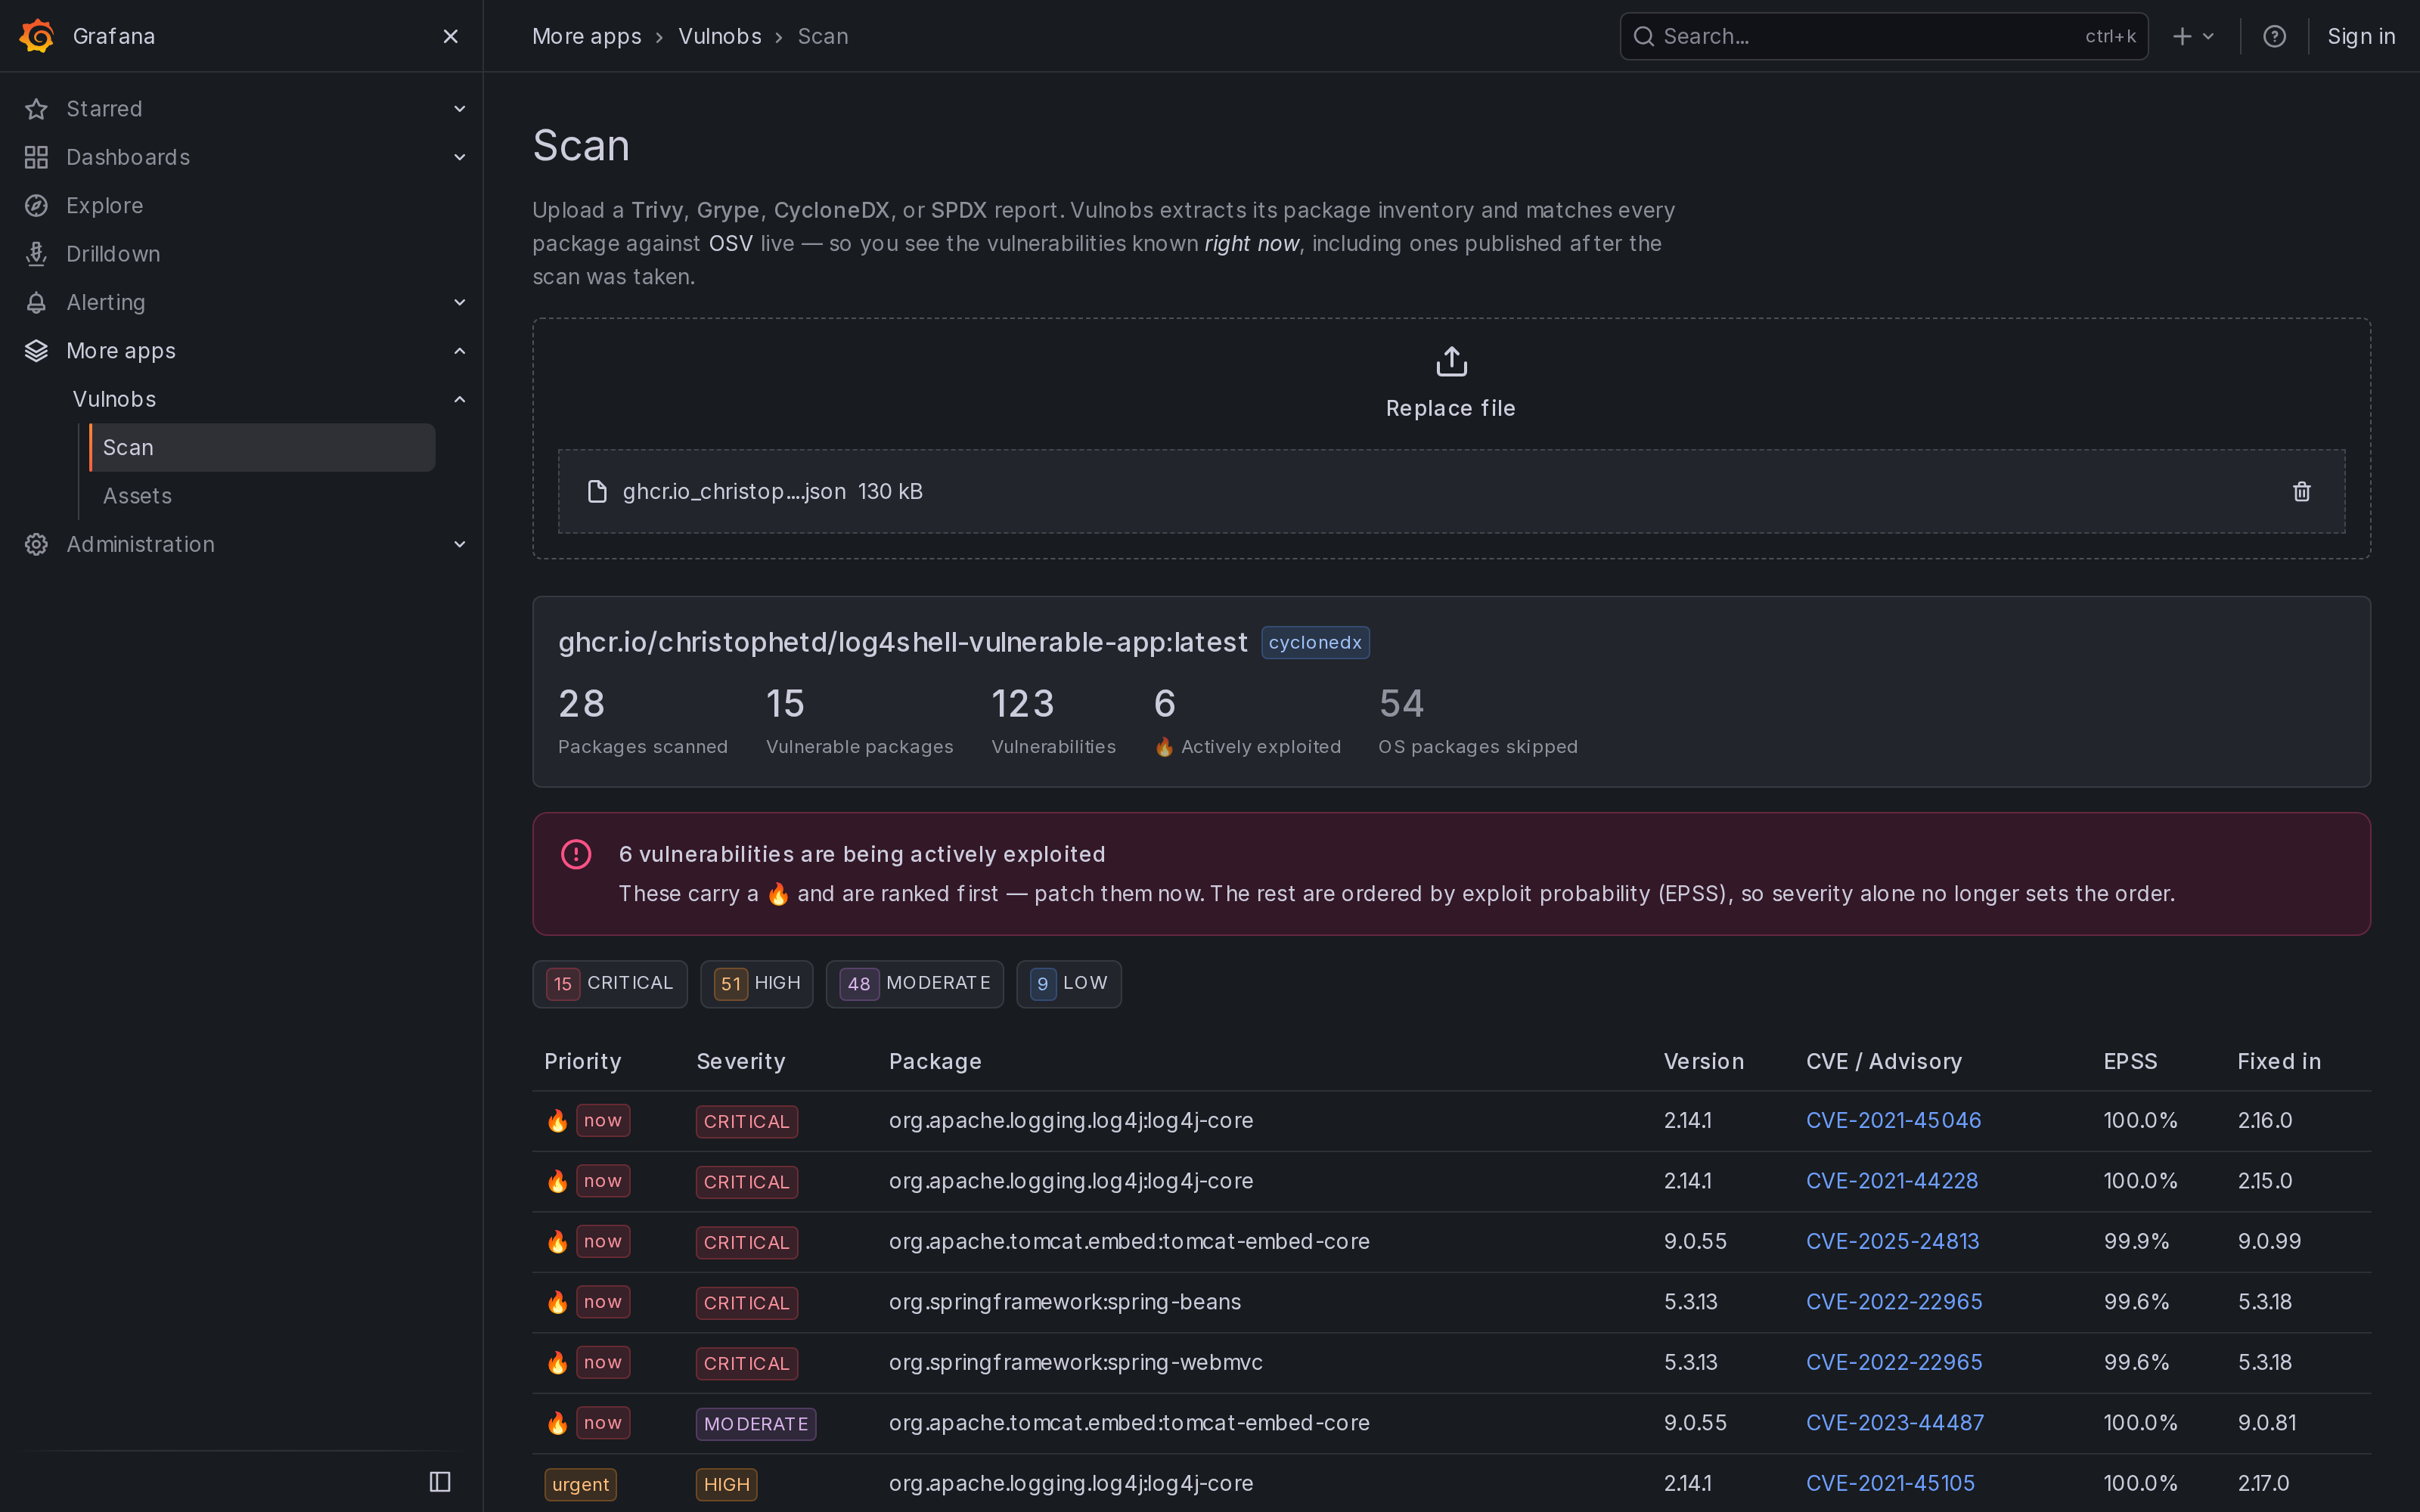 Grafana
More apps > Vulnobs > Scan
Search...
ctrl+k
Sign in
Starred
Dashboards
Explore
Drilldown
Alerting
More apps
Vulnobs
Scan
Assets
Administration
Scan
Upload a Trivy, Grype, CycloneDX, or SPDX report. Vulnobs extracts its package inventory and matches every
package against OSV live — so you see the vulnerabilities known right now, including ones published after the
scan was taken.
Replace file
ghcr.io_christop....json 130 kB
ghcr.io/christophetd/log4shell-vulnerable-app:latest cyclonedx
28 15 123 6 54
Packages scanned Vulnerable packages Vulnerabilities 🔥 Actively exploited OS packages skipped
6 vulnerabilities are being actively exploited
These carry a 🔥 and are ranked first — patch them now. The rest are ordered by exploit probability (EPSS), so severity alone no longer sets the order.
15 CRITICAL 51 HIGH 48 MODERATE 9 LOW
Priority Severity Package Version CVE / Advisory EPSS Fixed in
🔥 now CRITICAL org.apache.logging.log4j:log4j-core 2.14.1 CVE-2021-45046 100.0% 2.16.0
🔥 now CRITICAL org.apache.logging.log4j:log4j-core 2.14.1 CVE-2021-44228 100.0% 2.15.0
🔥 now CRITICAL org.apache.tomcat.embed:tomcat-embed-core 9.0.55 CVE-2025-24813 99.9% 9.0.99
🔥 now CRITICAL org.springframework:spring-beans 5.3.13 CVE-2022-22965 99.6% 5.3.18
🔥 now CRITICAL org.springframework:spring-webmvc 5.3.13 CVE-2022-22965 99.6% 5.3.18
🔥 now MODERATE org.apache.tomcat.embed:tomcat-embed-core 9.0.55 CVE-2023-44487 100.0% 9.0.81
urgent HIGH org.apache.logging.log4j:log4j-core 2.14.1 CVE-2021-45105 100.0% 2.17.0